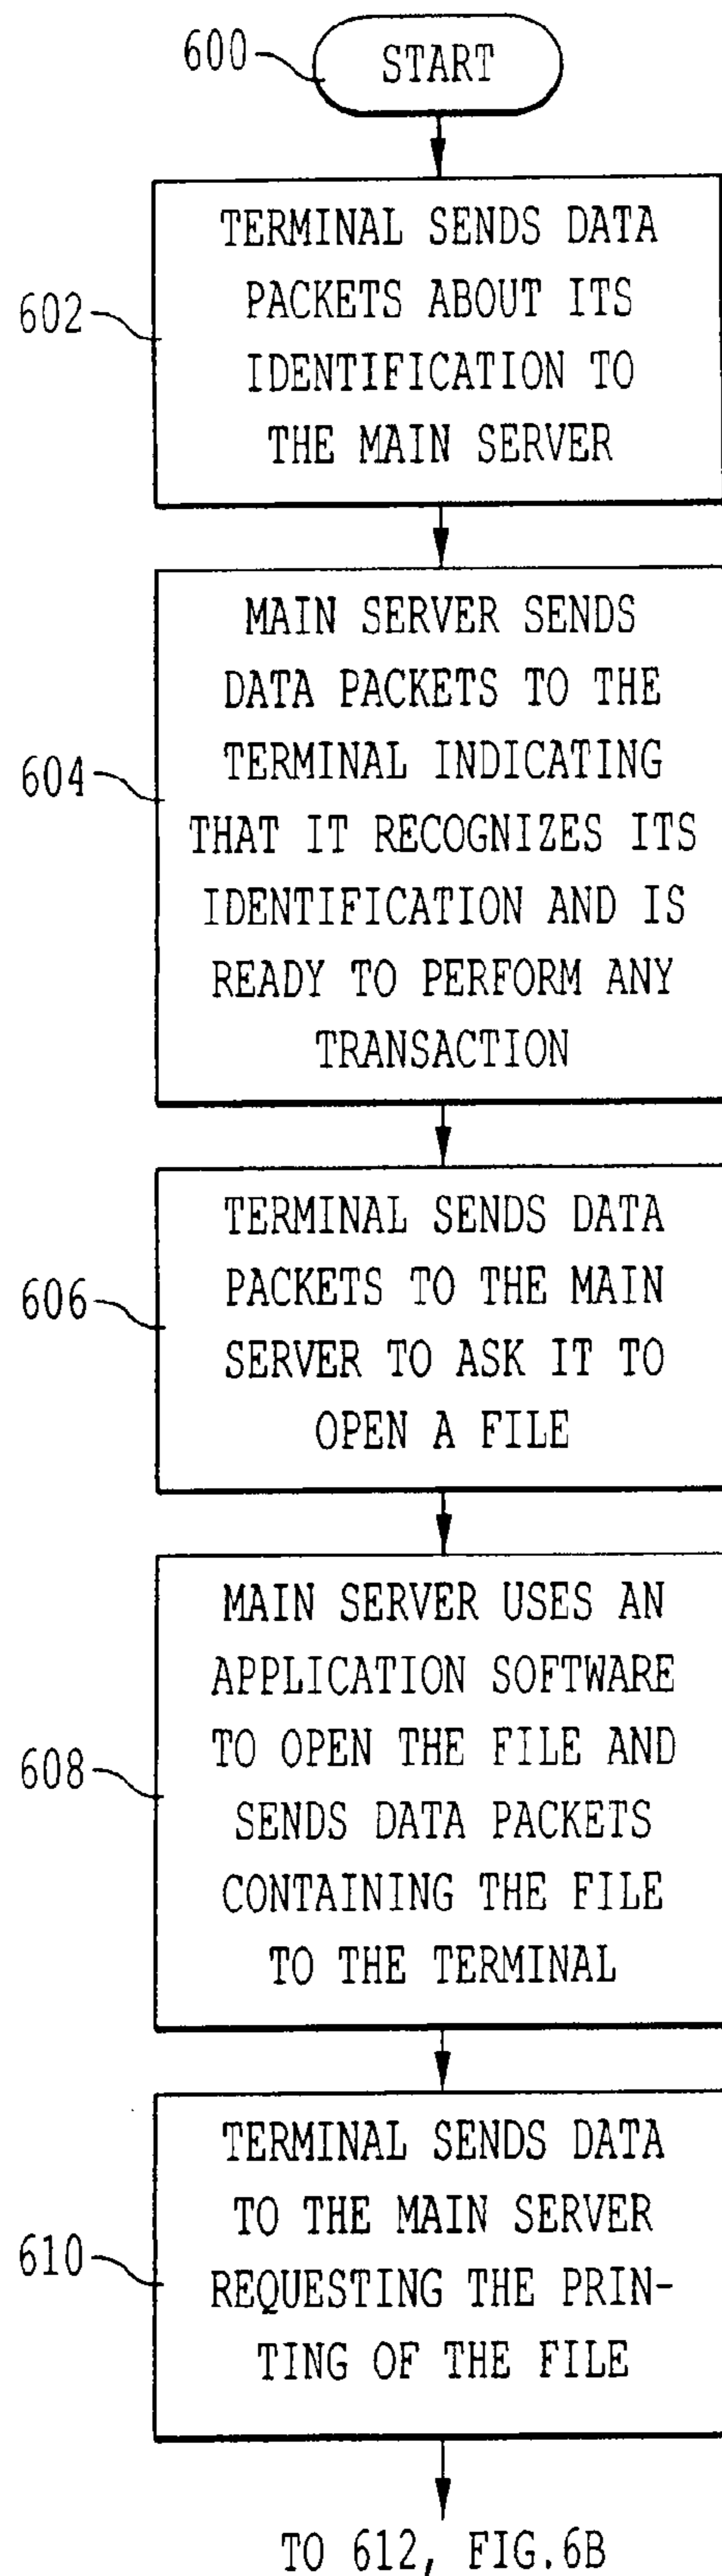 600
START
602
TERMINAL SENDS DATA
PACKETS ABOUT ITS
IDENTIFICATION TO
THE MAIN SERVER
604
MAIN SERVER SENDS
DATA PACKETS TO THE
TERMINAL INDICATING
THAT IT RECOGNIZES ITS
IDENTIFICATION AND IS
READY TO PERFORM ANY
TRANSACTION
606
TERMINAL SENDS DATA
PACKETS TO THE MAIN
SERVER TO ASK IT TO
OPEN A FILE
608
MAIN SERVER USES AN
APPLICATION SOFTWARE
TO OPEN THE FILE AND
SENDS DATA PACKETS
CONTAINING THE FILE
TO THE TERMINAL
610
TERMINAL SENDS DATA
TO THE MAIN SERVER
REQUESTING THE PRIN-
TING OF THE FILE
TO 612, FIG.6B